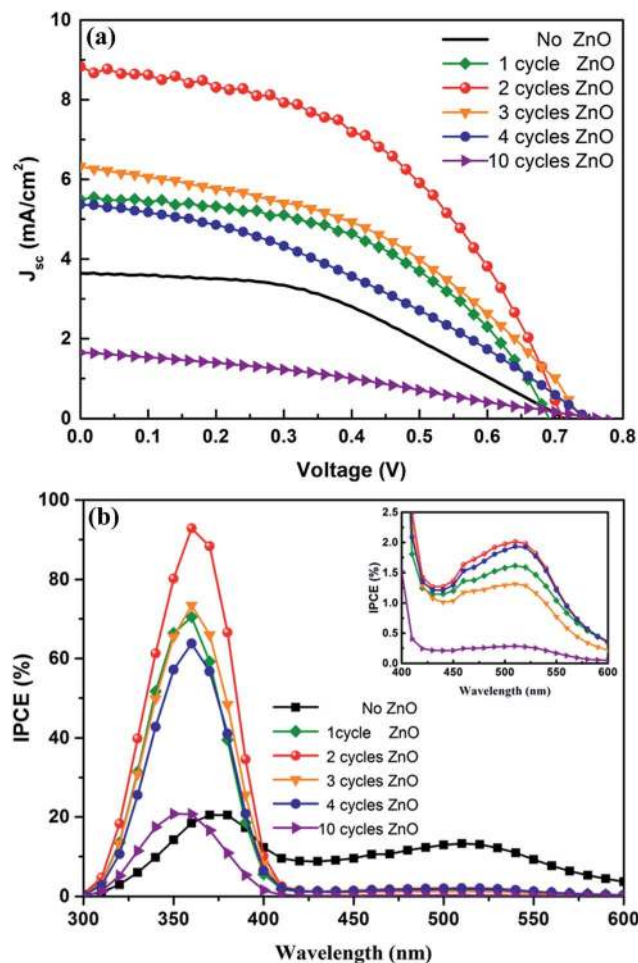 (a)
No ZnO
1 cycle ZnO
2 cycles ZnO
3 cycles ZnO
4 cycles ZnO
10 cycles ZnO
10
8
6
4
2
0
Jsc (mA/cm²)
0.0 0.1 0.2 0.3 0.4 0.5 0.6 0.7 0.8
Voltage (V)
(b)
100
80
60
40
20
0
IPCE (%)
2.5
2.0
1.5
1.0
0.5
0.0
IPCE (%)
400 450 500 550 600
Wavelength (nm)
No ZnO
1cycle ZnO
2 cycles ZnO
3 cycles ZnO
4 cycles ZnO
10 cycles ZnO
300 350 400 450 500 550 600
Wavelength (nm)